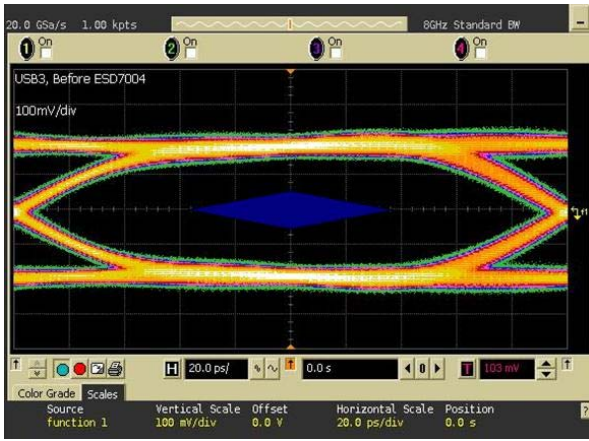 20.0 GSa/s 1.00 kpts 8GHz Standard BW
1 On 2 On 3 On 4 On
USB3, Before ESD7004
100mV/div
f1
H 20.0 ps/ 0.0 s 0 T 103 mV
Color Grade Scales
Source Vertical Scale Offset Horizontal Scale Position
function 1 100 mV/div 0.0 V 20.0 ps/div 0.0 s
?